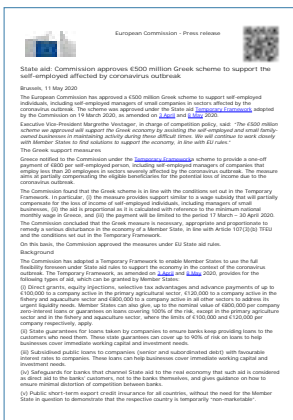 European Commission - Press release
State aid: Commission approves €500 million Greek scheme to support the
self-employed affected by coronavirus outbreak
Brussels, 11 May 2020
The European Commission has approved a €500 million Greek scheme to support self-employed
individuals, including self-employed managers of small companies in sectors affected by the
coronavirus outbreak. The scheme was approved under the State aid Temporary Framework adopted
by the Commission on 19 March 2020, as amended on 3 April and 8 May 2020.
Executive Vice-President Margrethe Vestager, in charge of competition policy, said: "This €500 million
scheme we approved will support the Greek economy by assisting the self-employed and small family-
owned businesses in maintaining activity during these difficult times. We will continue to work closely
with Member States to find solutions to support the economy, in line with EU rules."
The Greek support measures
Greece notified to the Commission under the Temporary Framework a scheme to provide a one-off
payment of €800 per self-employed person, including self-employed managers of companies that
employ less than 20 employees in sectors severely affected by the coronavirus outbreak. The measure
aims at partially compensating the eligible beneficiaries for the potential loss of income due to the
coronavirus.
The Commission found that the Greek scheme is in line with the conditions set out in the Temporary
Framework. In particular, (i) the measure provides support
for the loss of income of self-employed individuals, including managers of small
businesses, (ii) the aid is proportional as it is calculated with reference to the minimum national
monthly wage in Greece, and (iii) the payment will be limited to the period 17 March – 30 April 2020.
The Commission concluded that the Greek measure is necessary, appropriate and proportionate to
remedy a serious disturbance in the economy of a Member State, in line with Article 107(3)(b) TFEU
and the conditions set out in the Temporary Framework.
On this basis, the Commission approved the measures under EU State aid rules.
Background
The Commission has adopted a Temporary Framework to enable Member States to use the full
flexibility foreseen under State aid rules to support the economy in the context of the coronavirus
outbreak. The Temporary Framework, as amended on 3 April and 8 May 2020, provides for the
following types of aid, which can be granted by Member States:
(i) Direct grants, equity injections, selective tax advantages and advance payments of up to
€100,000 to a company active in the primary agricultural sector, €120,000 to a company active in the
fishery and aquaculture sector and €800,000 to a company active in all other sectors to address its
urgent liquidity needs. Member States can also give, up to the nominal value of €800,000 per company
zero-interest loans or guarantees on loans covering 100% of the risk, except in the primary agriculture
sector and in the fishery and aquaculture sector, where the limits of €100,000 and €120,000 per
company respectively, apply.
(ii) State guarantees for loans taken by companies to ensure banks keep providing loans to the
customers who need them. These state guarantees can cover up to 90% of risk on loans to help
businesses cover immediate working capital and investment needs.
(iii) Subsidised public loans to companies (senior and subordinated debt) with favourable
interest rates to companies. These loans can help businesses cover immediate working capital and
investment needs.
(iv) Safeguards for banks that channel State aid to the real economy that such aid is considered
as direct aid to the banks' customers, not to the banks themselves, and gives guidance on how to
ensure minimal distortion of competition between banks.
(v) Public short-term export credit insurance for all countries, without the need for the Member
State in question to demonstrate that the respective country is temporarily "non-marketable".